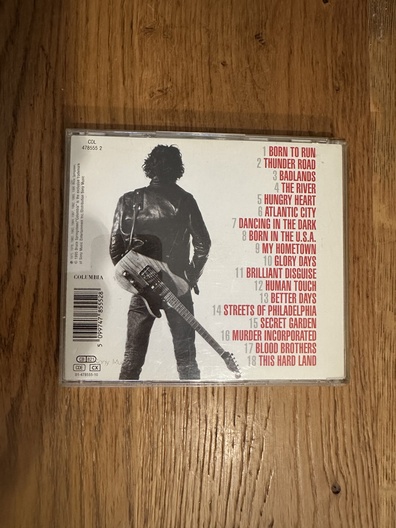 COL
478555 2
1 BORN TO RUN
2 THUNDER ROAD
3 BADLANDS
4 THE RIVER
5 HUNGRY HEART
6 ATLANTIC CITY
7 DANCING IN THE DARK
8 BORN IN THE U.S.A.
9 MY HOMETOWN
10 GLORY DAYS
11 BRILLIANT DISGUISE
12 HUMAN TOUCH
13 BETTER DAYS
14 STREETS OF PHILADELPHIA
15 SECRET GARDEN
16 MURDER INCORPORATED
17 BLOOD BROTHERS
18 THIS HARD LAND
COLUMBIA
5 099747 855528